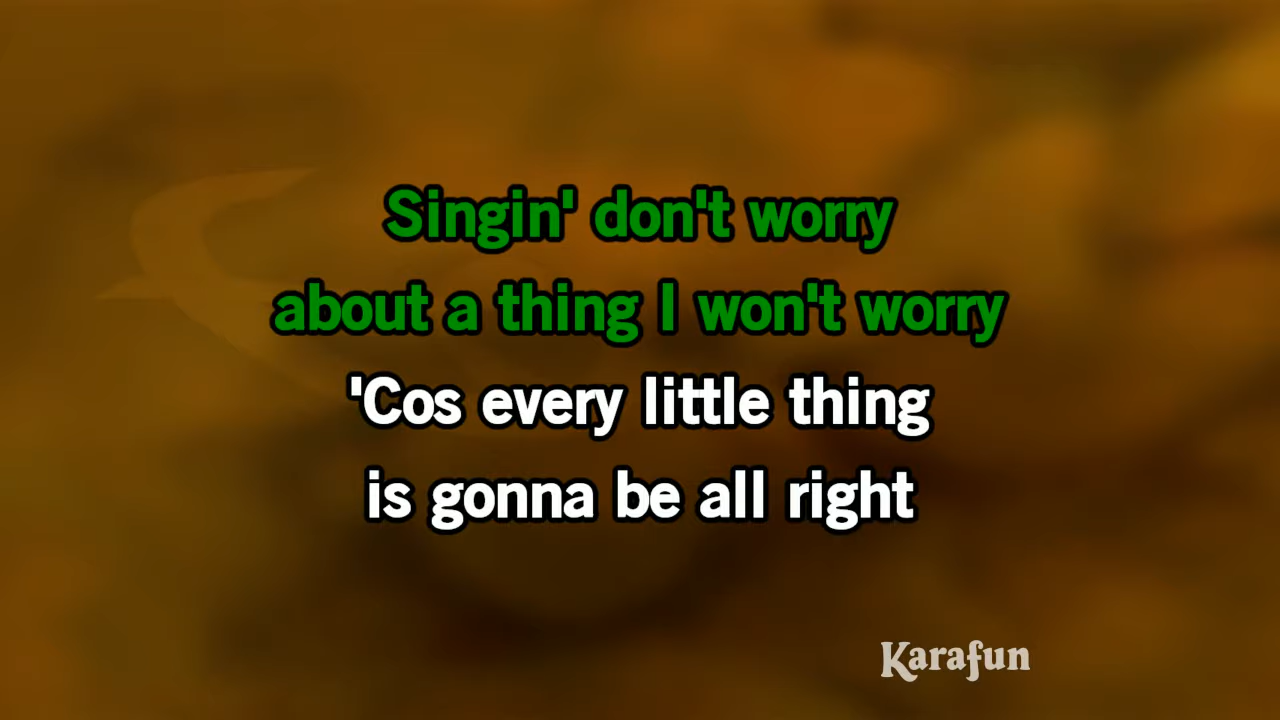 Singin' don't worry
about a thing I won't worry
'Cos every little thing
is gonna be all right
Karafun